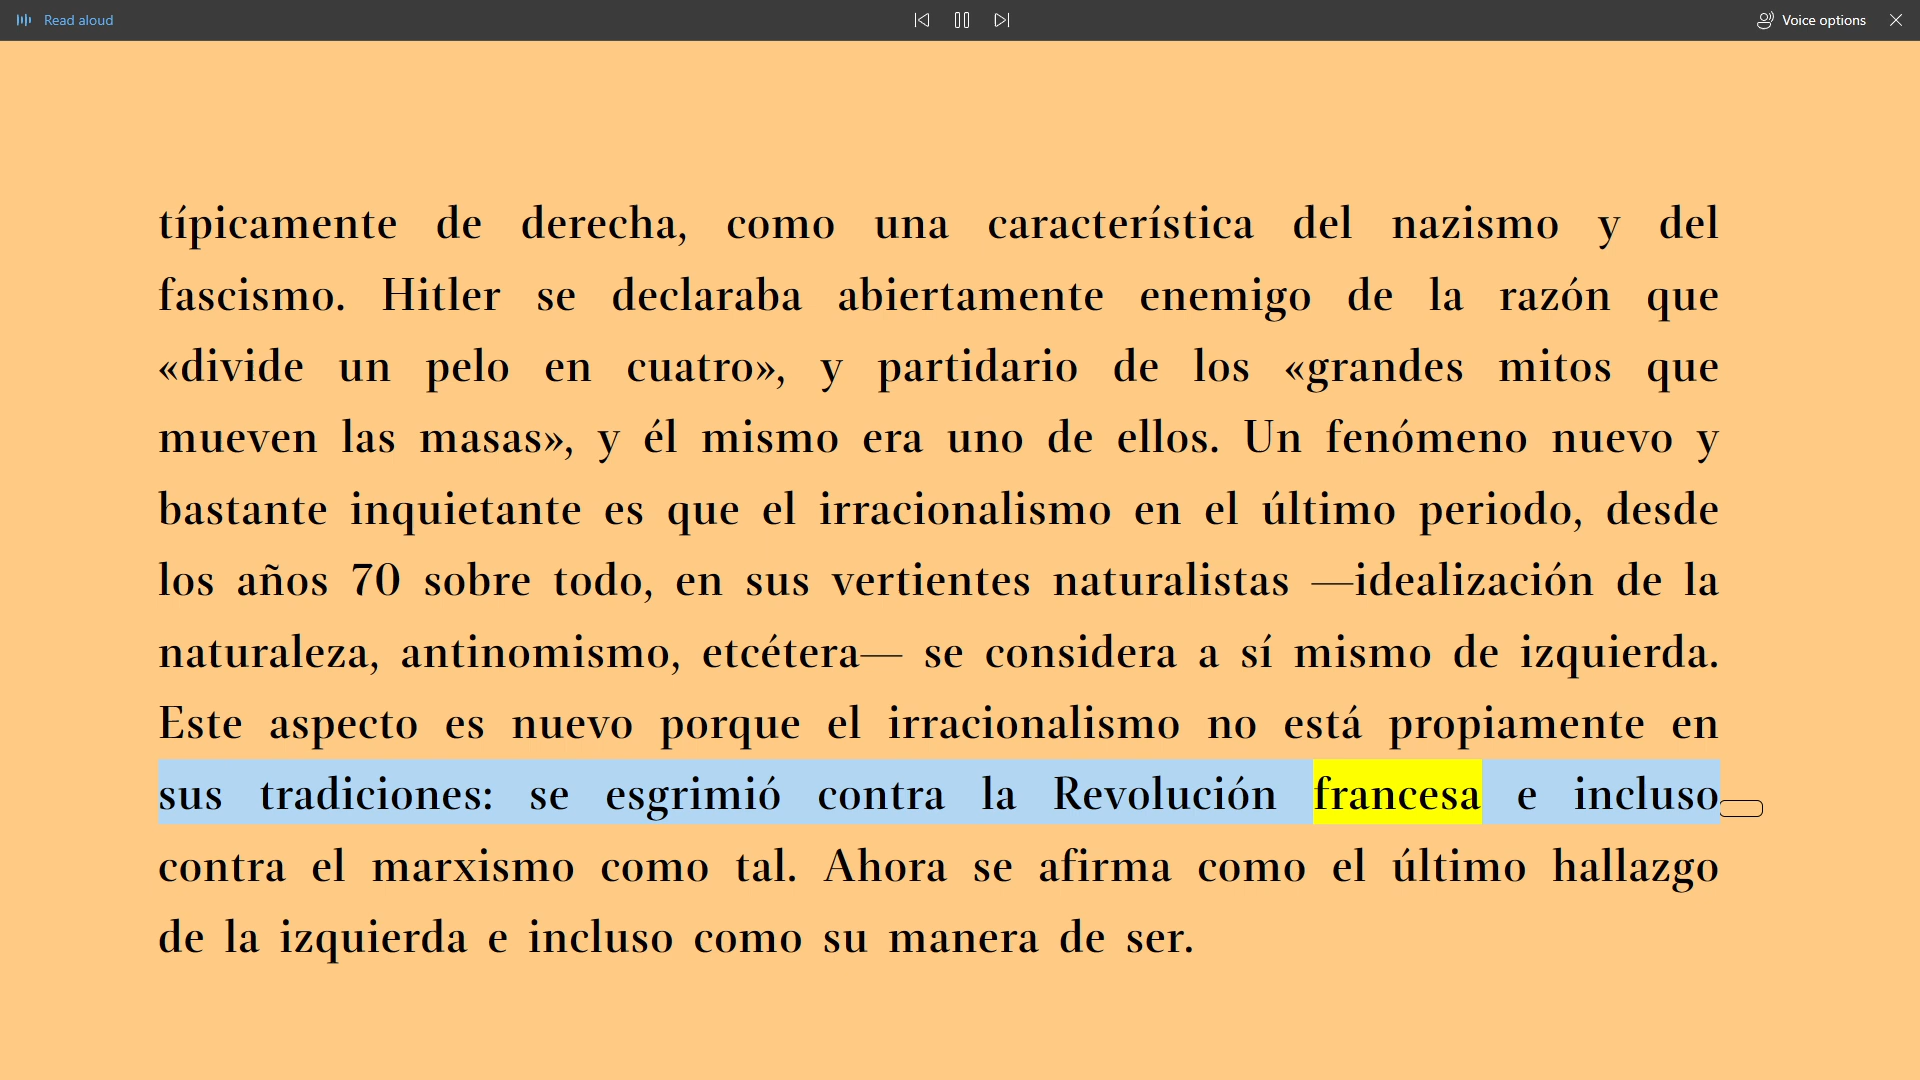 Read aloud
Voice options
típicamente de derecha, como una característica del nazismo y del
fascismo. Hitler se declaraba abiertamente enemigo de la razón que
«divide un pelo en cuatro», y partidario de los «grandes mitos que
mueven las masas», y él mismo era uno de ellos. Un fenómeno nuevo y
bastante inquietante es que el irracionalismo en el último periodo, desde
los años 70 sobre todo, en sus vertientes naturalistas —idealización de la
naturaleza, antinomismo, etcétera— se considera a sí mismo de izquierda.
Este aspecto es nuevo porque el irracionalismo no está propiamente en
sus tradiciones: se esgrimió contra la Revolución francesa e incluso
contra el marxismo como tal. Ahora se afirma como el último hallazgo
de la izquierda e incluso como su manera de ser.